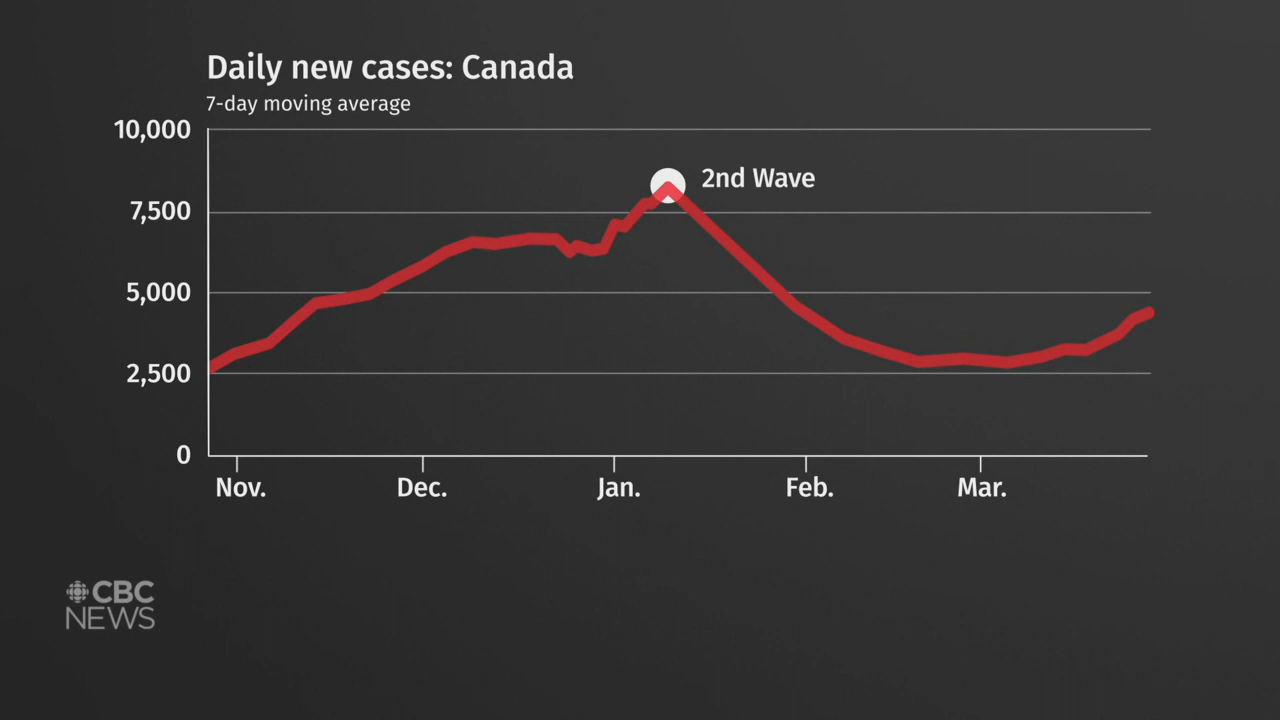 Daily new cases: Canada
7-day moving average
10,000
2nd Wave
7,500
5,000
2,500
0
Nov. Dec. Jan. Feb. Mar.
CBC
NEWS